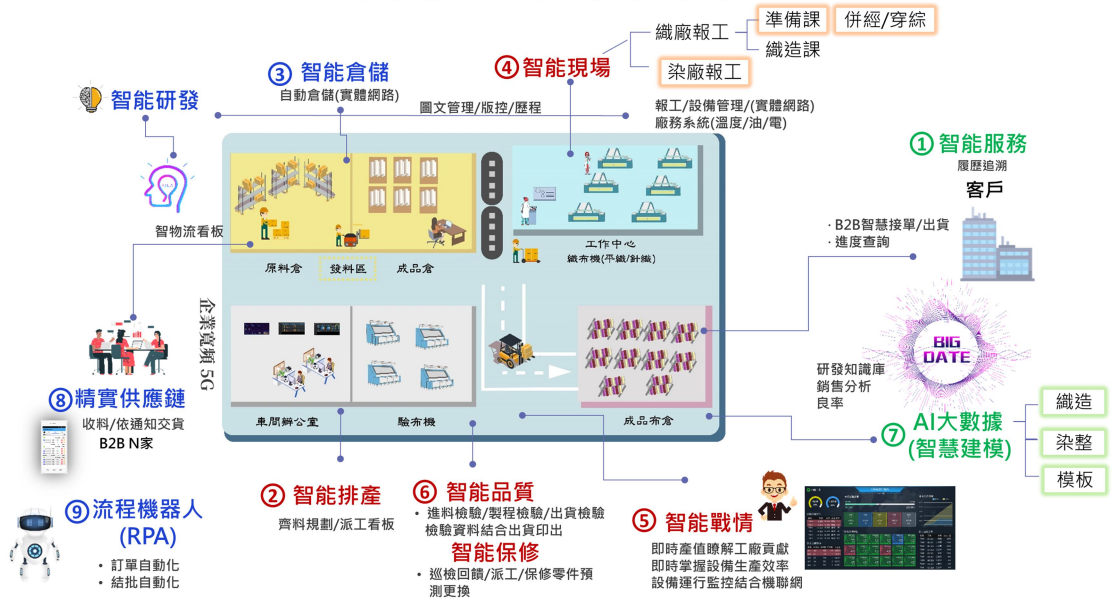 織廠報工
準備課
併經/穿綜
織造課
染廠報工
④智能現場
報工/設備管理/(實體網路)
廠務系統(溫度/油/電)
③ 智能倉儲
自動倉儲(實體網路)
圖文管理/版控/歷程
智能研發
① 智能服務
履歷追溯
客戶
· B2B智慧接單/出貨
· 進度查詢
智物流看板
原料倉
發料區
成品倉
工作中心
織布機(平織/針織)
企業寬頻 5G
BIG
DATE
研發知識庫
銷售分析
良率
車間辦公室
驗布機
成品布倉
⑧精實供應鏈
收料/依通知交貨
B2B N家
⑦ AI大數據
(智慧建模)
織造
染整
模板
② 智能排產
齊料規劃/派工看板
⑥ 智能品質
• 進料檢驗/製程檢驗/出貨檢驗
檢驗資料結合出貨印出
智能保修
• 巡檢回饋/派工/保修零件預
測更換
⑤ 智能戰情
即時產值瞭解工廠貢獻
即時掌握設備生產效率
設備運行監控結合機聯網
⑨流程機器人
(RPA)
• 訂單自動化
• 結批自動化